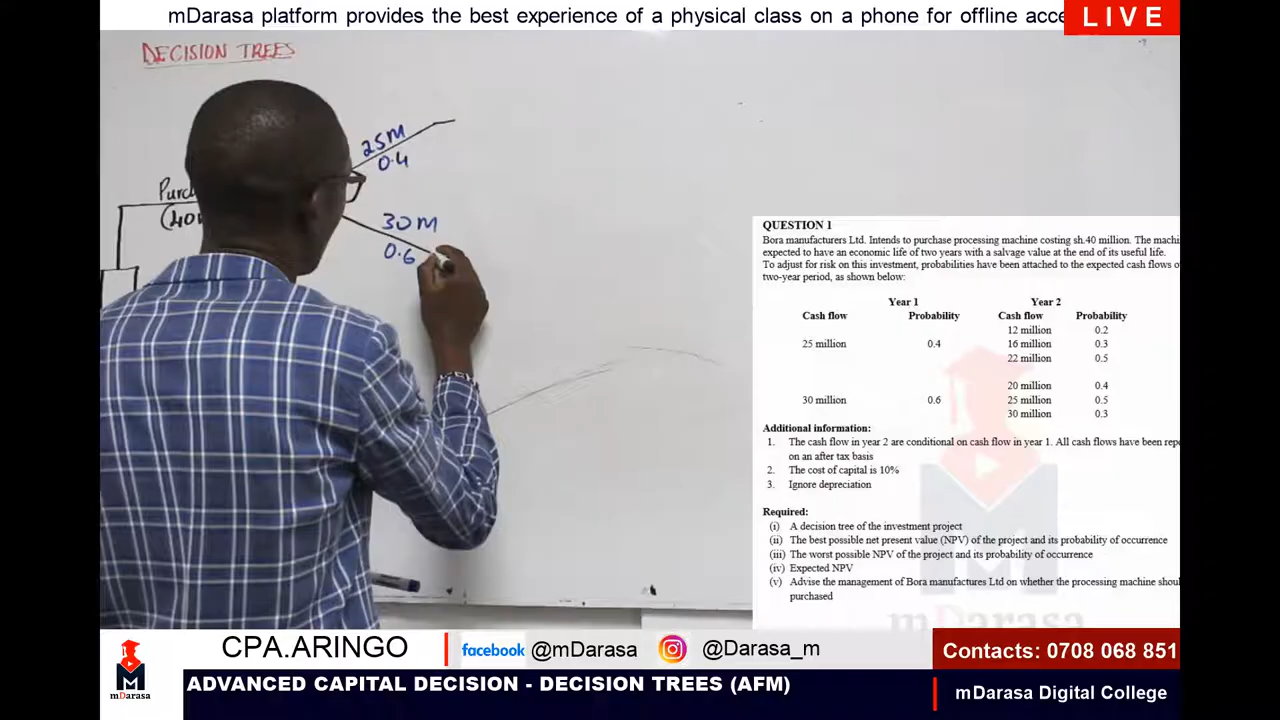 mDarasa platform provides the best experience of a physical class on a phone for offline acce
LIVE
DECISION TREES
25M
0.4
Purc
(40
30M
0.6
QUESTION 1
Bora manufacturers Ltd. Intends to purchase processing machine costing sh.40 million. The machi
expected to have an economic life of two years with a salvage value at the end of its useful life.
To adjust for risk on this investment, probabilities have been attached to the expected cash flows o
two-year period, as shown below:
Year 1 Year 2
Cash flow Probability Cash flow Probability
12 million 0.2
25 million 0.4 16 million 0.3
22 million 0.5
20 million 0.4
30 million 0.6 25 million 0.5
30 million 0.3
Additional information:
1. The cash flow in year 2 are conditional on cash flow in year 1. All cash flows have been repo
on an after tax basis
2. The cost of capital is 10%
3. Ignore depreciation
Required:
(i) A decision tree of the investment project
(ii) The best possible net present value (NPV) of the project and its probability of occurrence
(iii) The worst possible NPV of the project and its probability of occurrence
(iv) Expected NPV
(v) Advise the management of Bora manufactures Ltd on whether the processing machine shou
purchased
mDarasa
CPA.ARINGO
facebook @mDarasa
@Darasa_m
Contacts: 0708 068 851
mDarasa
ADVANCED CAPITAL DECISION - DECISION TREES (AFM)
mDarasa Digital College